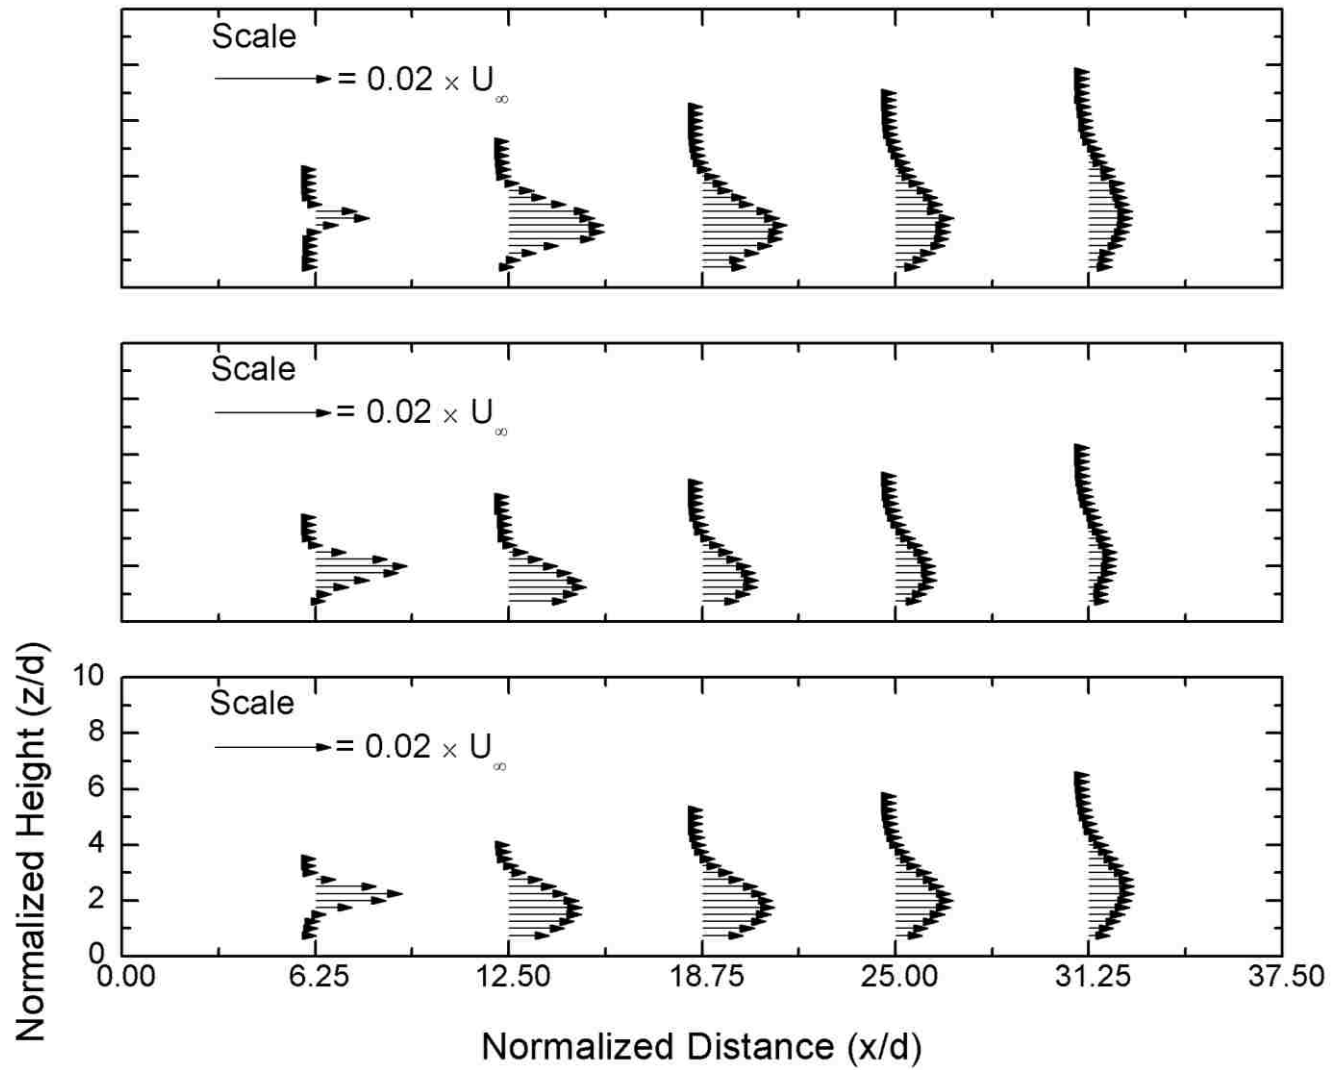 Scale
= 0.02 × U∞
Scale
= 0.02 × U∞
Scale
= 0.02 × U∞
Normalized Height (z/d)
10
8
6
4
2
0
0.00 6.25 12.50 18.75 25.00 31.25 37.50
Normalized Distance (x/d)